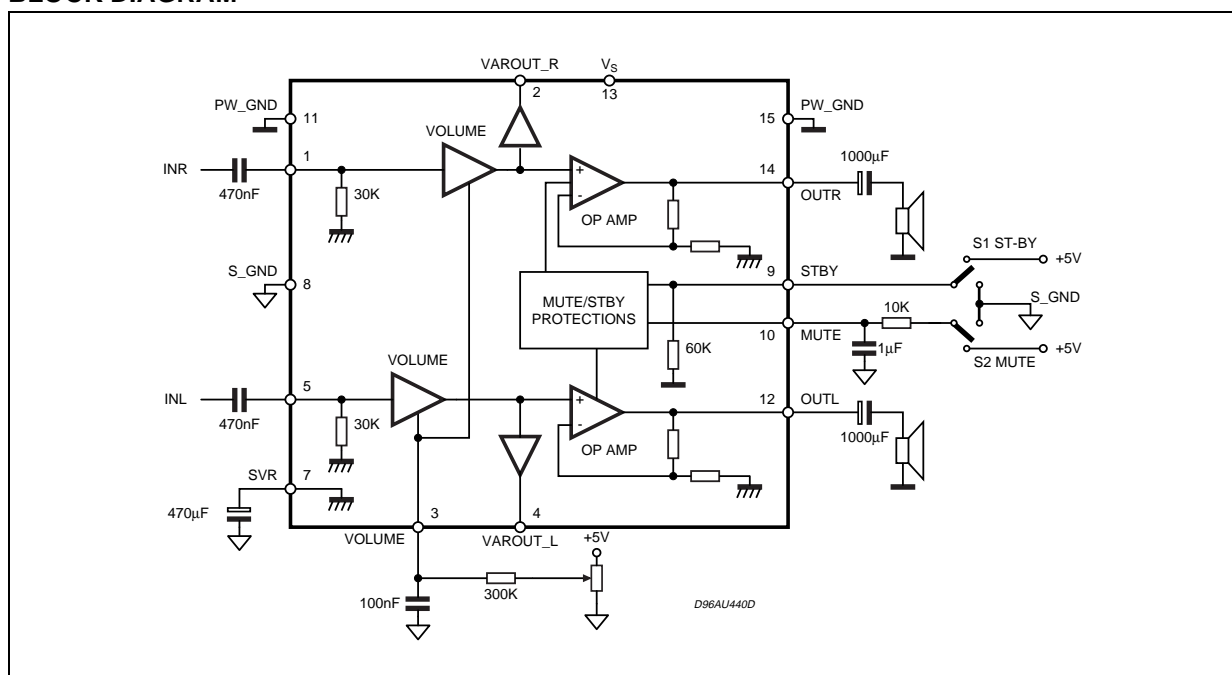 BLOCK DIAGRAM
VAROUT_R
VS
2
13
PW_GND
11
15
PW_GND
VOLUME
1000µF
INR
1
470nF
30K
+
-
OP AMP
14
OUTR
S1 ST-BY
+5V
9
STBY
S_GND
8
MUTE/STBY
PROTECTIONS
S_GND
10K
10
MUTE
60K
1µF
+5V
S2 MUTE
VOLUME
INL
5
470nF
30K
+
-
OP AMP
12
OUTL
1000µF
SVR
7
470µF
3
4
VOLUME
VAROUT_L
+5V
300K
100nF
D96AU440D